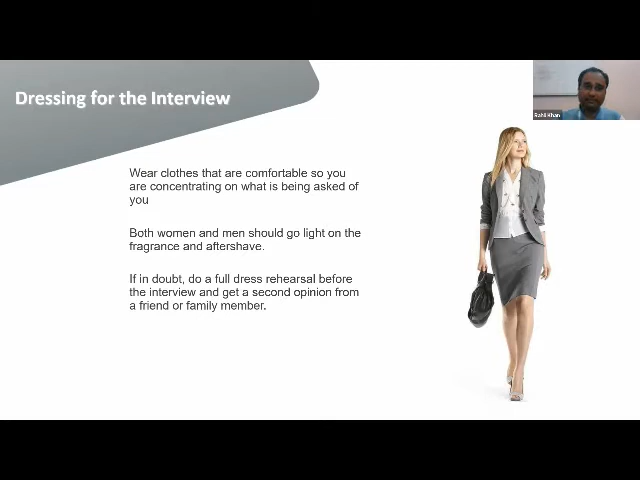 Dressing for the Interview
Rahil Khan
Wear clothes that are comfortable so you
are concentrating on what is being asked of
you
Both women and men should go light on the
fragrance and aftershave.
If in doubt, do a full dress rehearsal before
the interview and get a second opinion from
a friend or family member.